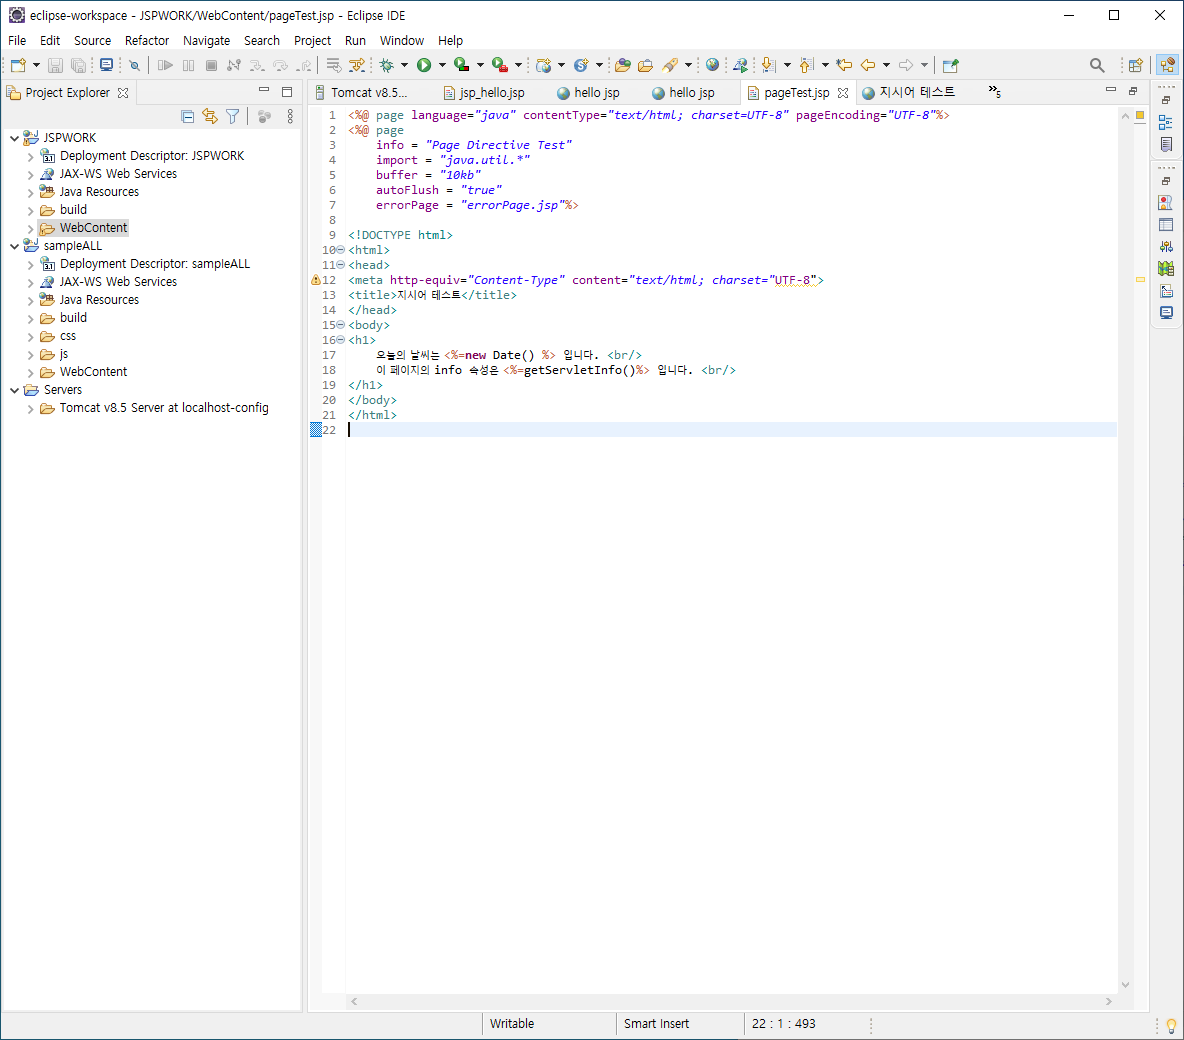 eclipse-workspace - JSPWORK/WebContent/pageTest.jsp - Eclipse IDE
File Edit Source Refactor Navigate Search Project Run Window Help
Project Explorer
Tomcat v8.5... jsp_hello.jsp hello jsp hello jsp pageTest.jsp 지시어 테스트 »5
JSPWORK
Deployment Descriptor: JSPWORK
JAX-WS Web Services
Java Resources
build
WebContent
sampleALL
Deployment Descriptor: sampleALL
JAX-WS Web Services
Java Resources
build
css
js
WebContent
Servers
Tomcat v8.5 Server at localhost-config
1 <%@ page language="java" contentType="text/html; charset=UTF-8" pageEncoding="UTF-8"%>
2 <%@ page
3 info = "Page Directive Test"
4 import = "java.util.*"
5 buffer = "10kb"
6 autoFlush = "true"
7 errorPage = "errorPage.jsp"%>
8
9 <!DOCTYPE html>
10 <html>
11 <head>
12 <meta http-equiv="Content-Type" content="text/html; charset="UTF-8">
13 <title>지시어 테스트</title>
14 </head>
15 <body>
16 <h1>
17 오늘의 날씨는 <%=new Date() %> 입니다. <br/>
18 이 페이지의 info 속성은 <%=getServletInfo()%> 입니다. <br/>
19 </h1>
20 </body>
21 </html>
22
Writable Smart Insert 22 : 1 : 493